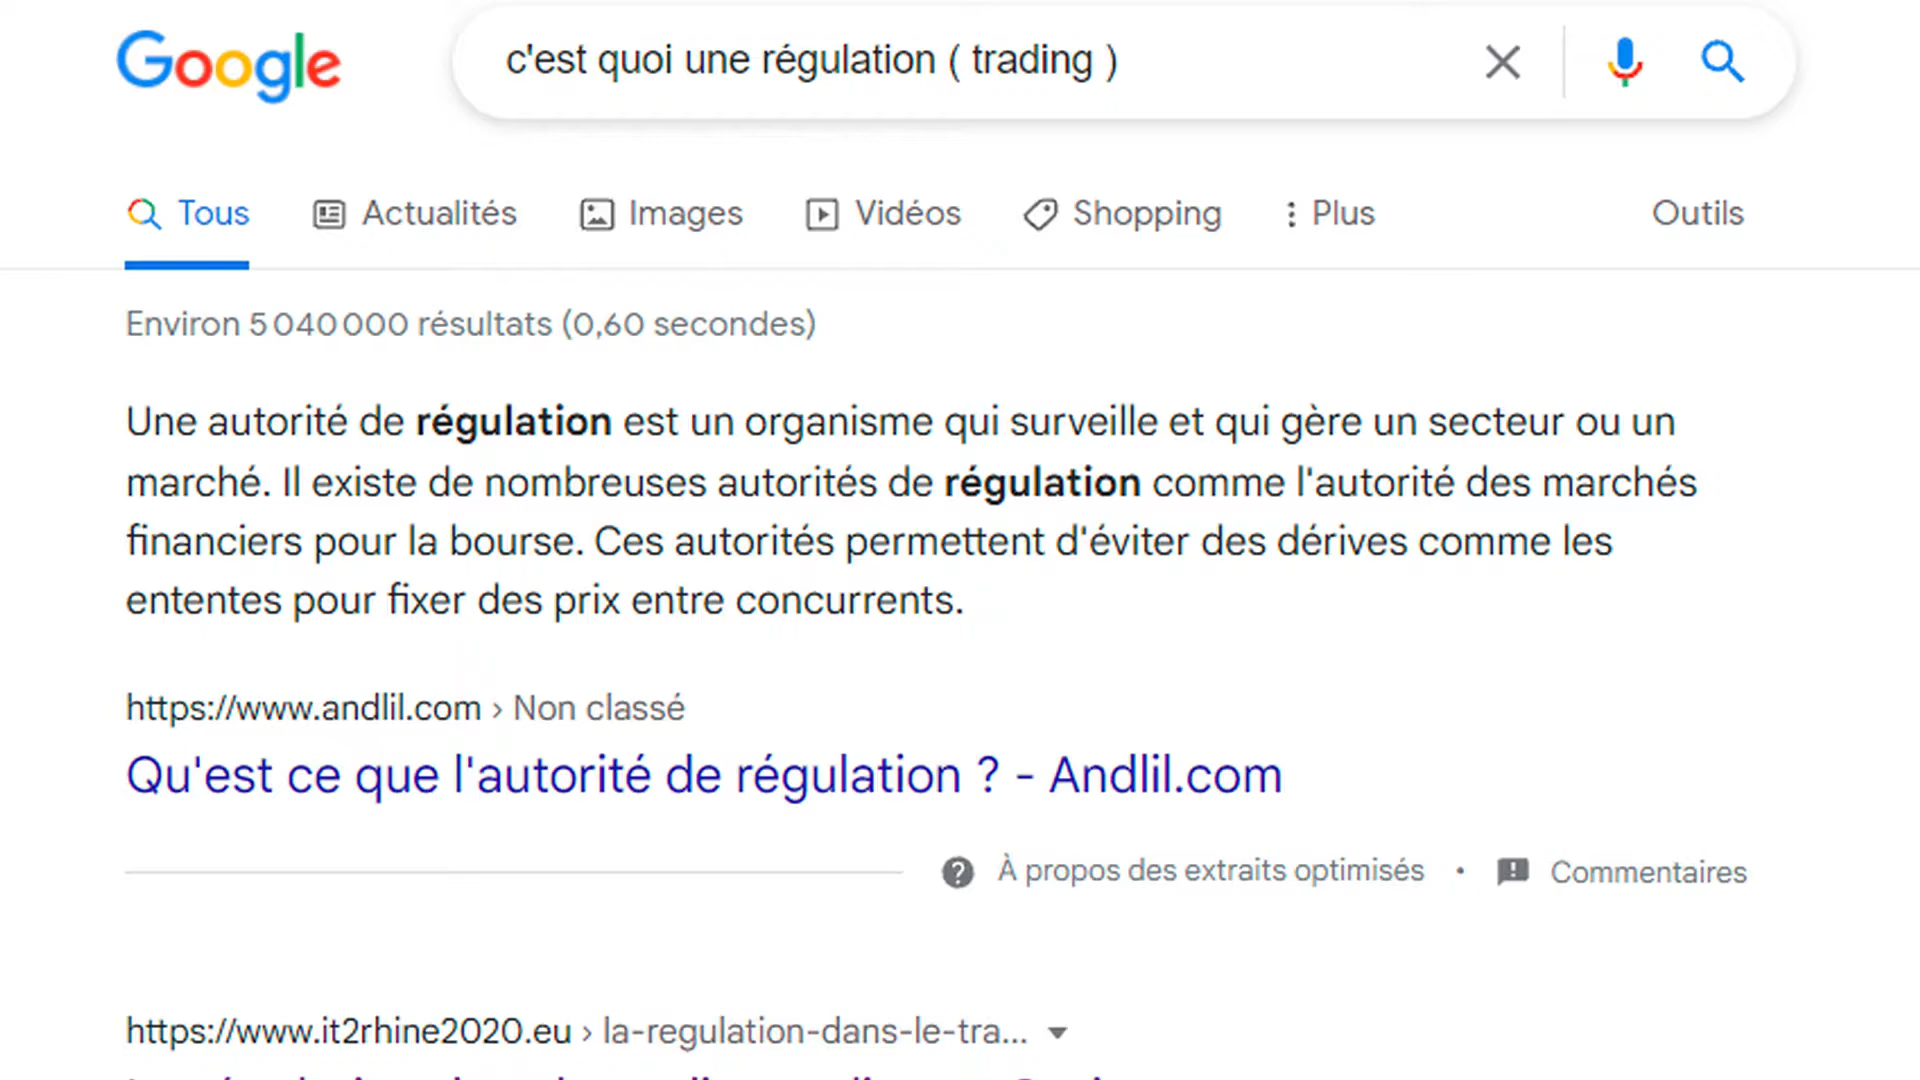 Google
c'est quoi une régulation ( trading )
Tous Actualités Images Vidéos Shopping Plus Outils
Environ 5 040 000 résultats (0,60 secondes)
Une autorité de régulation est un organisme qui surveille et qui gère un secteur ou un
marché. Il existe de nombreuses autorités de régulation comme l'autorité des marchés
financiers pour la bourse. Ces autorités permettent d'éviter des dérives comme les
ententes pour fixer des prix entre concurrents.
https://www.andlil.com › Non classé
Qu'est ce que l'autorité de régulation ? - Andlil.com
À propos des extraits optimisés • Commentaires
https://www.it2rhine2020.eu › la-regulation-dans-le-tra...